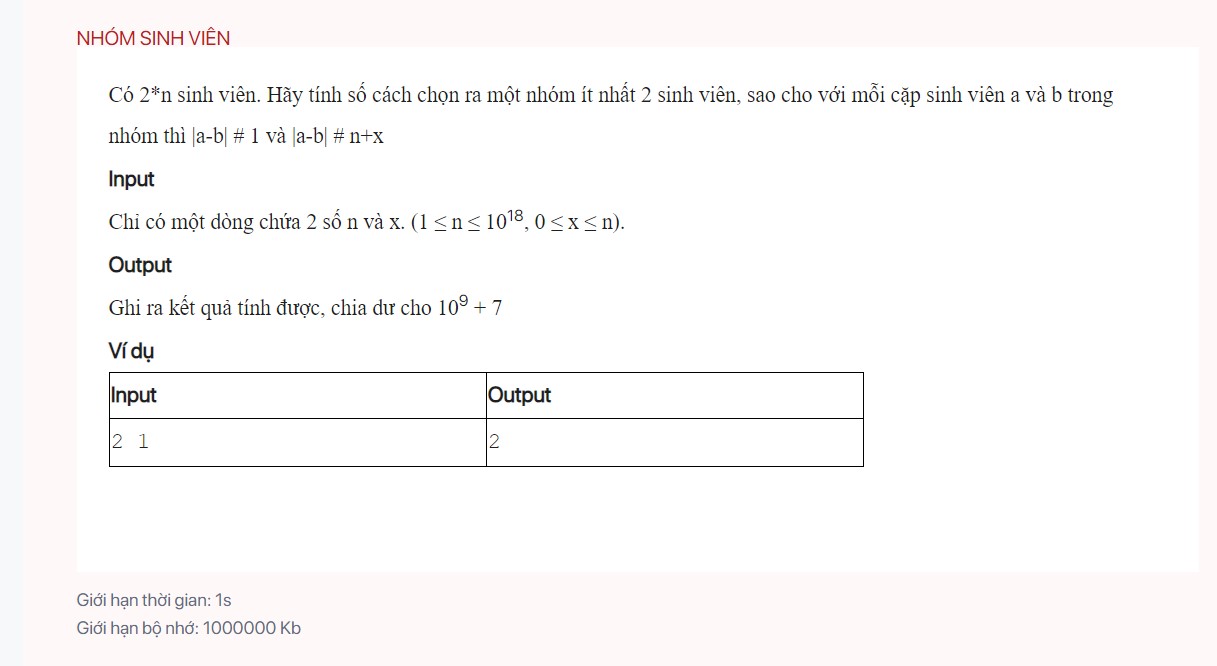 NHÓM SINH VIÊN
Có 2*n sinh viên. Hãy tính số cách chọn ra một nhóm ít nhất 2 sinh viên, sao cho với mỗi cặp sinh viên a và b trong
nhóm thì |a-b| # 1 và |a-b| # n+x
Input
Chỉ có một dòng chứa 2 số n và x. (1 ≤ n ≤ 10^18, 0 ≤ x ≤ n).
Output
Ghi ra kết quả tính được, chia dư cho 10^9 + 7
Ví dụ
Input Output
2 1 2
Giới hạn thời gian: 1s
Giới hạn bộ nhớ: 1000000 Kb